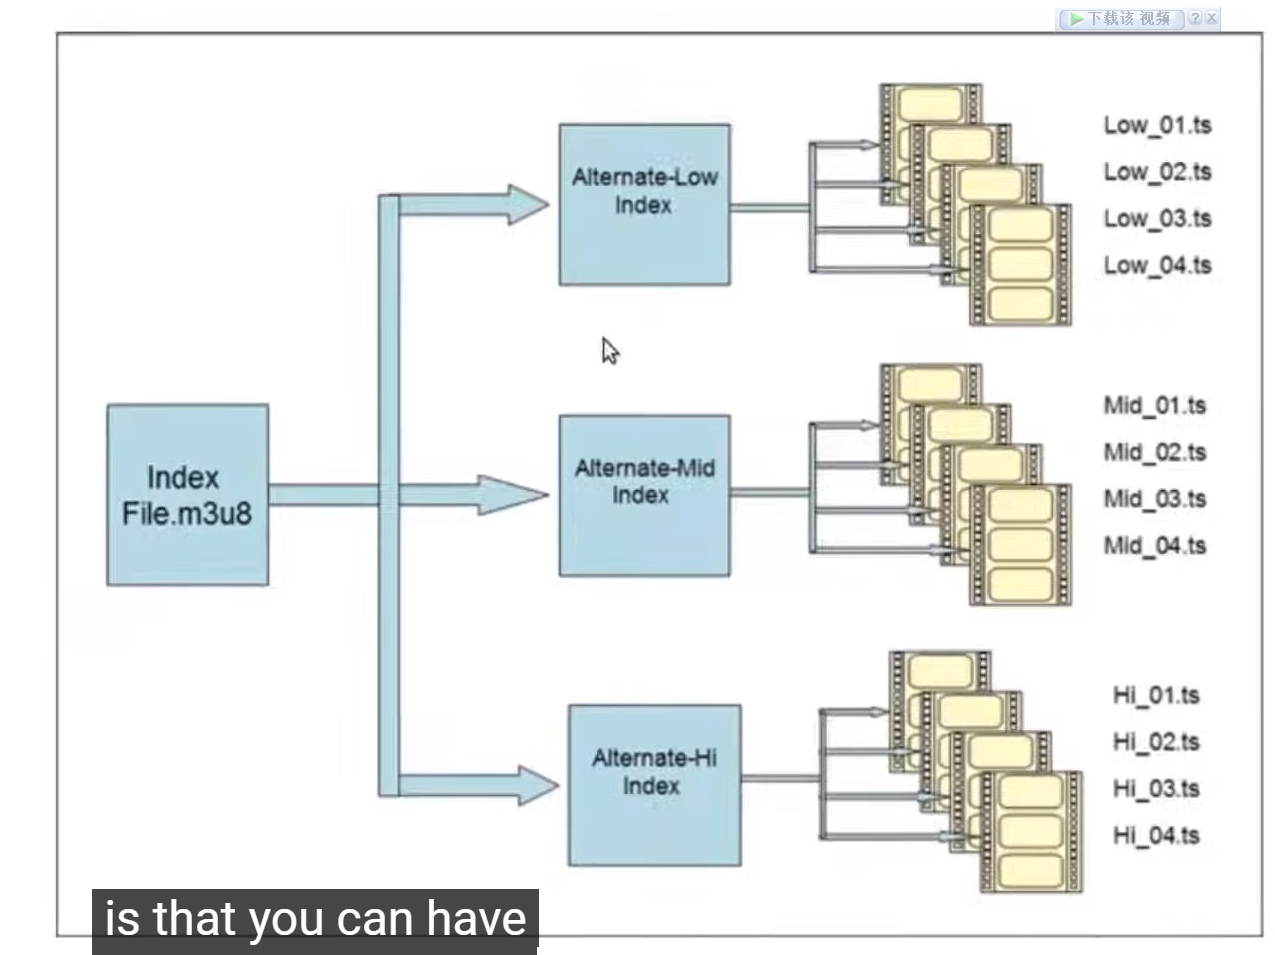 下载该 视频 ? X
Low_01.ts
Low_02.ts
Low_03.ts
Low_04.ts
Alternate-Low
Index
Mid_01.ts
Mid_02.ts
Mid_03.ts
Mid_04.ts
Alternate-Mid
Index
Index
File.m3u8
Hi_01.ts
Hi_02.ts
Hi_03.ts
Hi_04.ts
Alternate-Hi
Index
is that you can have